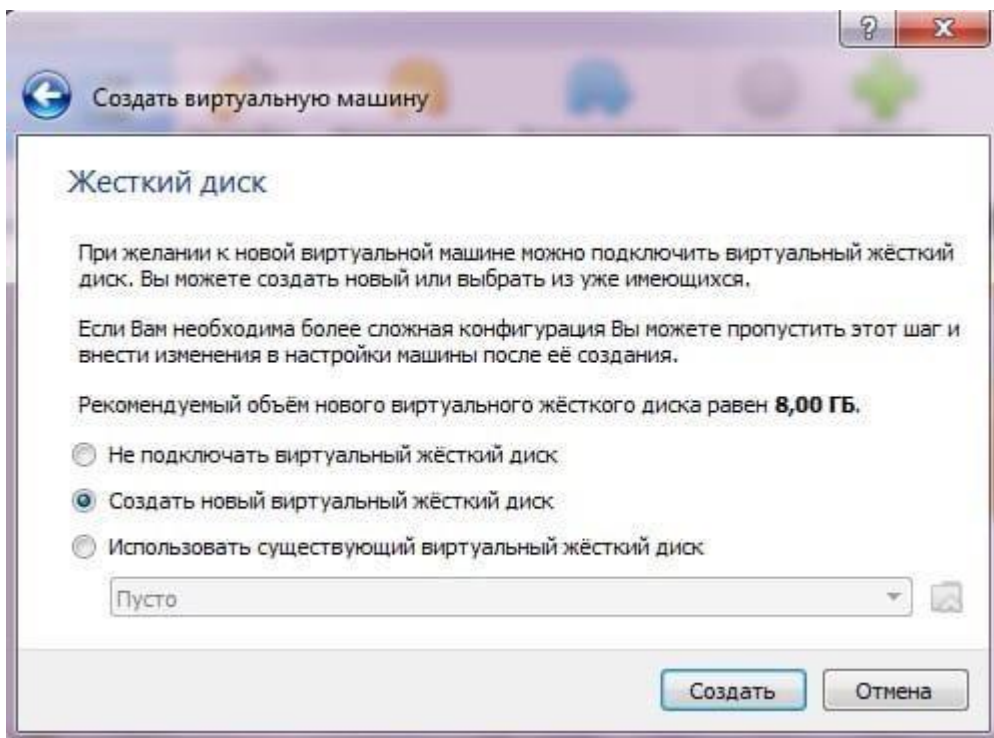 Создать виртуальную машину
Жесткий диск
При желании к новой виртуальной машине можно подключить виртуальный жёсткий
диск. Вы можете создать новый или выбрать из уже имеющихся.
Если Вам необходима более сложная конфигурация Вы можете пропустить этот шаг и
внести изменения в настройки машины после её создания.
Рекомендуемый объём нового виртуального жёсткого диска равен 8,00 ГБ.
Не подключать виртуальный жёсткий диск
Создать новый виртуальный жёсткий диск
Использовать существующий виртуальный жёсткий диск
Пусто
Создать Отмена